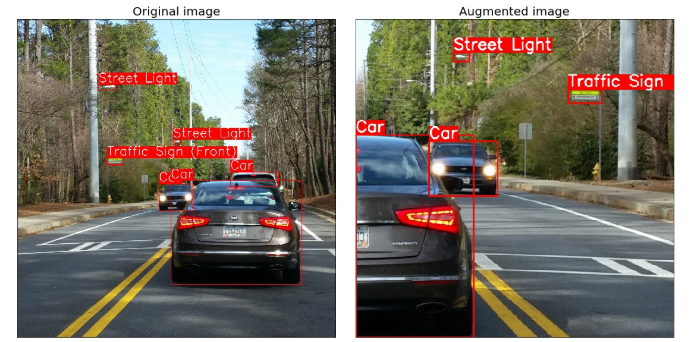 Original image
Augmented image
Street Light
Street Light
Traffic Sign (Front)
Car
Car
Street Light
Traffic Sign
Car
Car